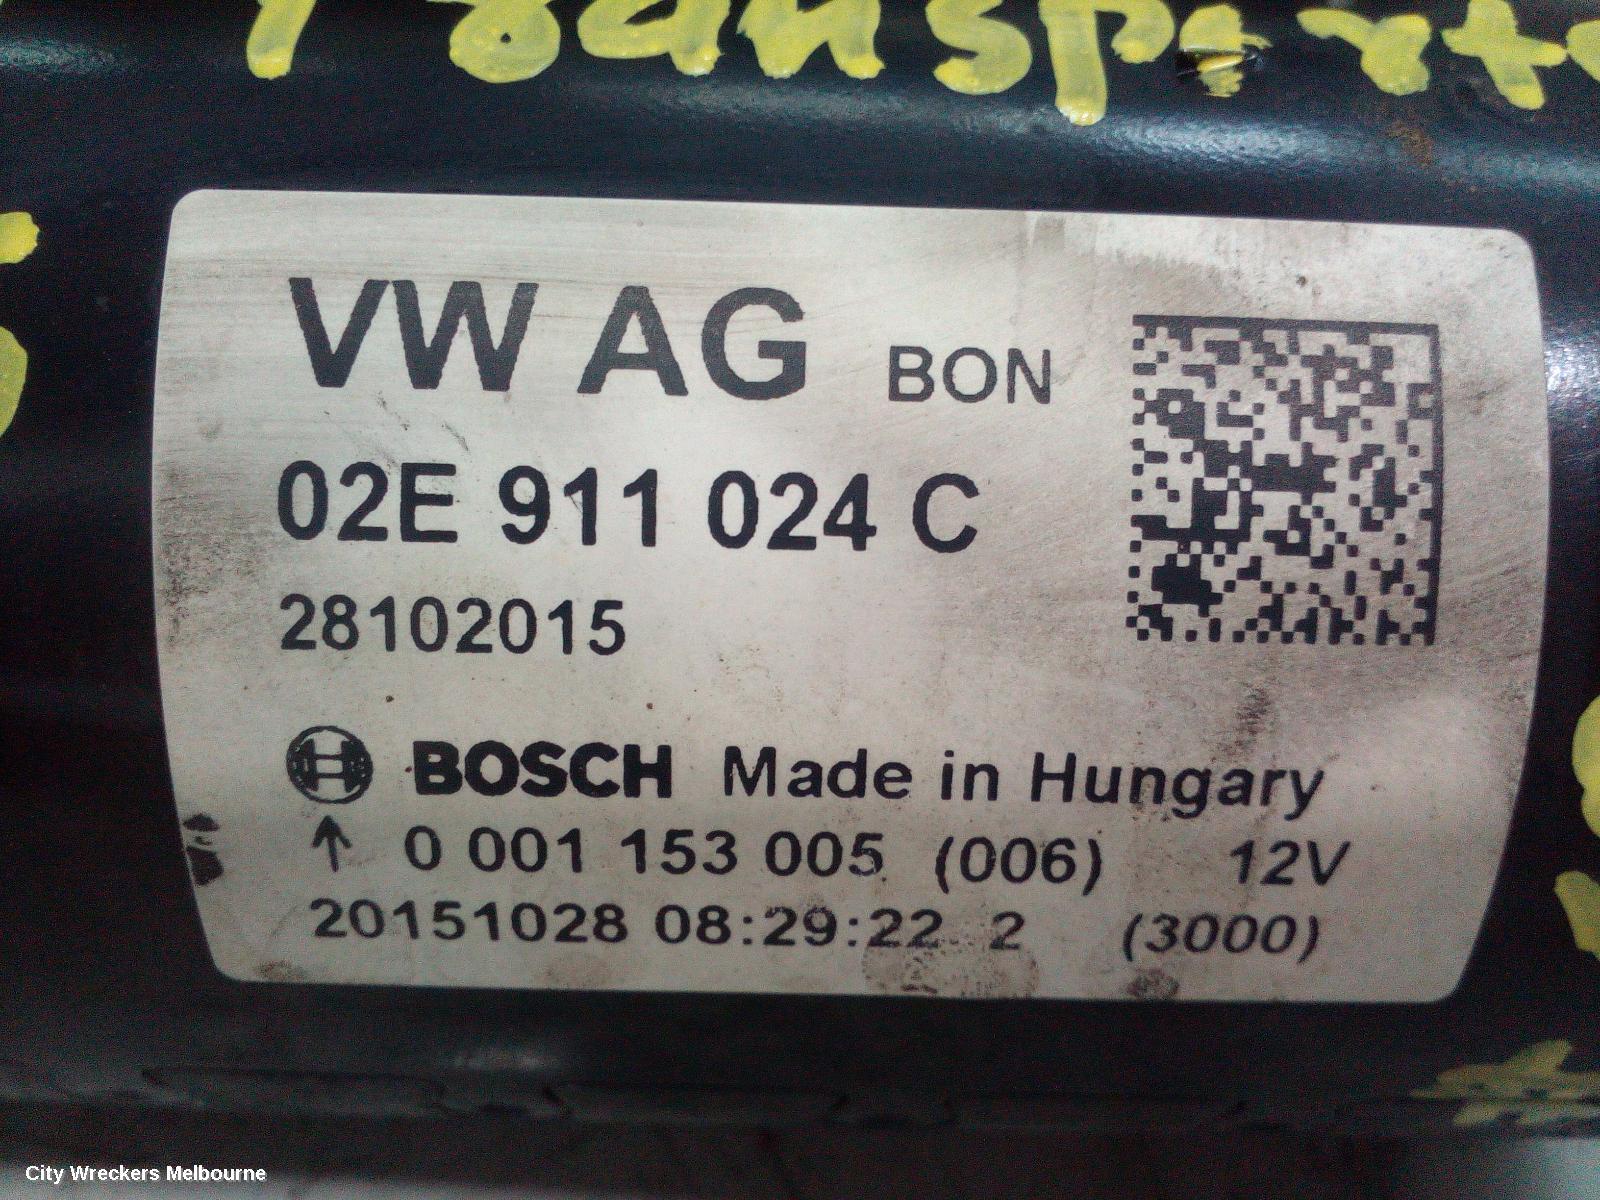 Transporte
VW AG BON
02E 911 024 C
28102015
BOSCH Made in Hungary
↑ 0 001 153 005 (006) 12V
20151028 08:29:22 2 (3000)
City Wreckers Melbourne